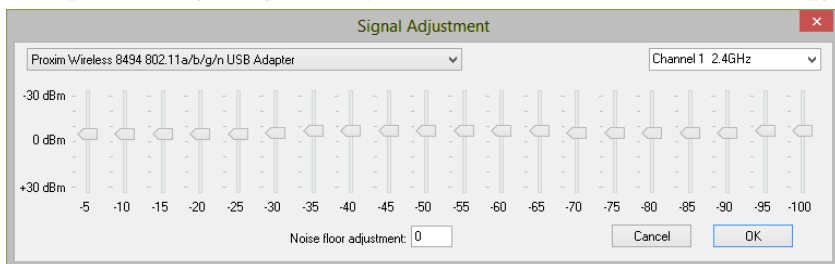 Signal Adjustment
Proxim Wireless 8494 802.11a/b/g/n USB Adapter
Channel 1 2.4GHz
-30 dBm
0 dBm
+30 dBm
-5 -10 -15 -20 -25 -30 -35 -40 -45 -50 -55 -60 -65 -70 -75 -80 -85 -90 -95 -100
Noise floor adjustment: 0 Cancel OK